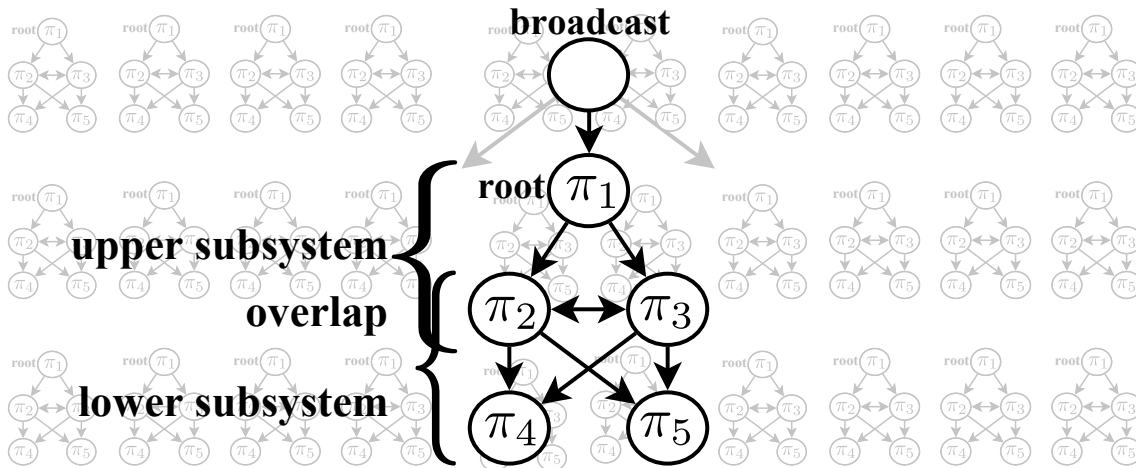 broadcast
root π1
upper subsystem
overlap
π2 π3
lower subsystem
π4 π5